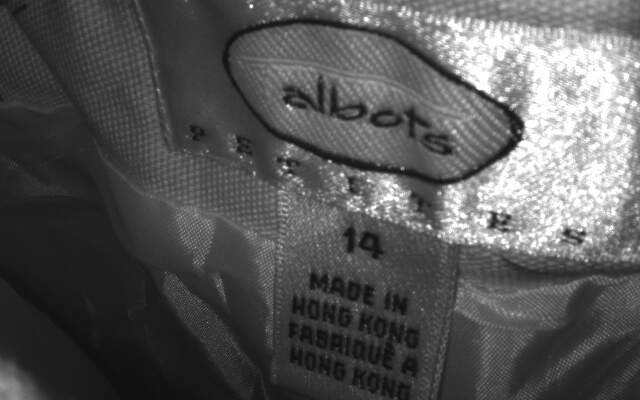 albots
PETITES
14
MADE IN
HONG KONG
FABRIQUÉ À
HONG KONG